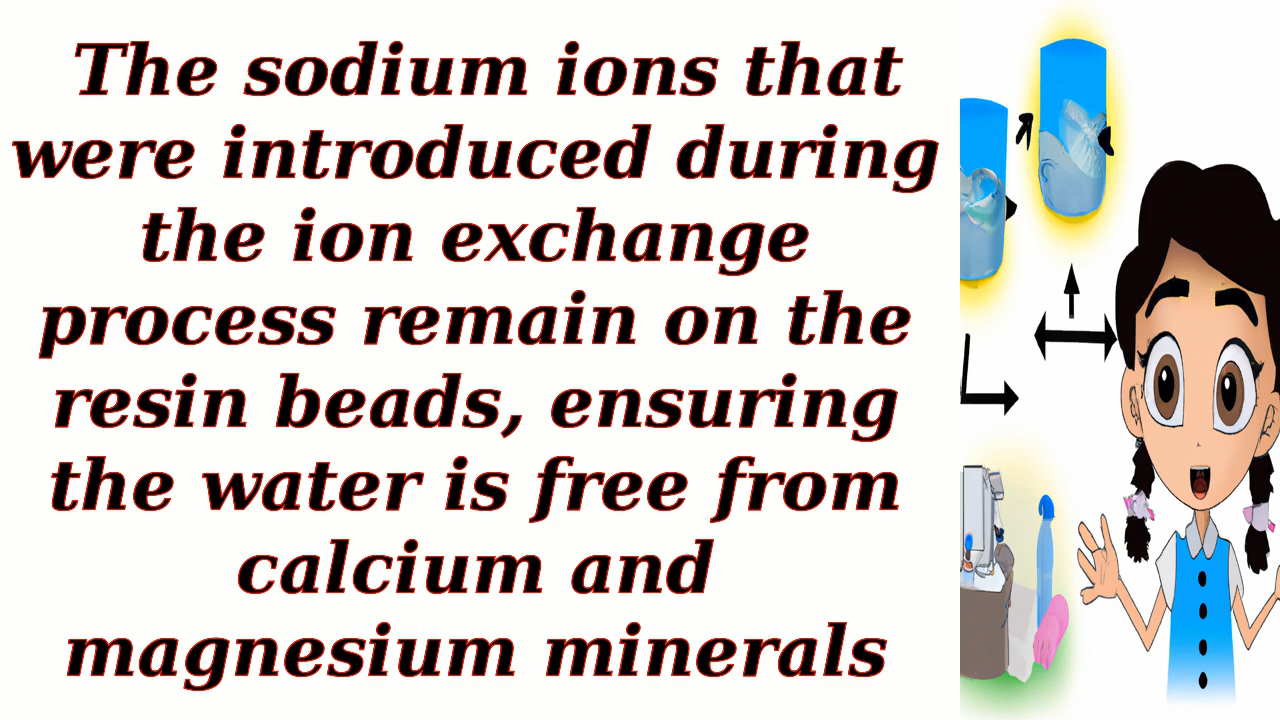 The sodium ions that
were introduced during
the ion exchange
process remain on the
resin beads, ensuring
the water is free from
calcium and
magnesium minerals